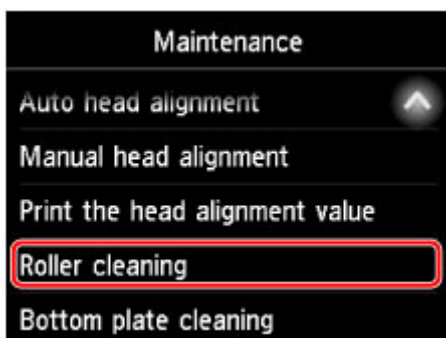 Maintenance
Auto head alignment
Manual head alignment
Print the head alignment value
Roller cleaning
Bottom plate cleaning